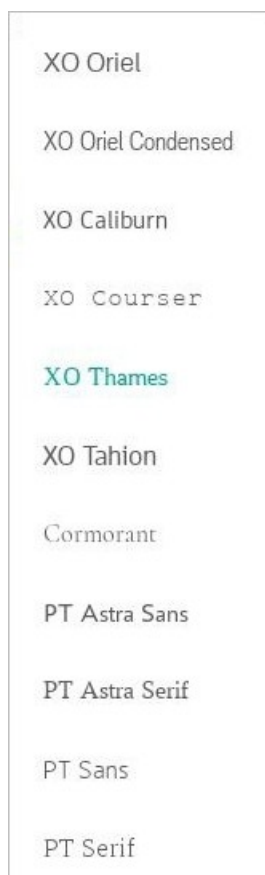 XO Oriel
XO Oriel Condensed
XO Caliburn
XO Courser
XO Thames
XO Tahion
Cormorant
PT Astra Sans
PT Astra Serif
PT Sans
PT Serif